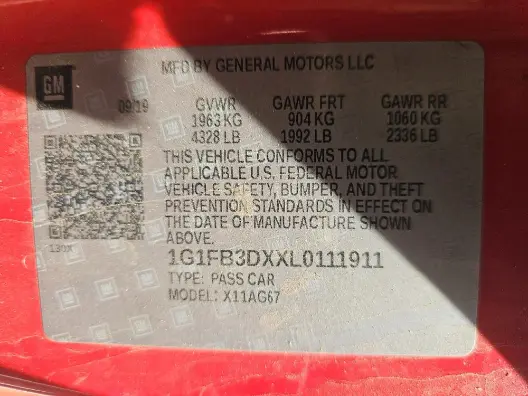 GM
MFD BY GENERAL MOTORS LLC
09/19 GVWR GAWR FRT GAWR RR
1963 KG 904 KG 1060 KG
4328 LB 1992 LB 2336 LB
THIS VEHICLE CONFORMS TO ALL
APPLICABLE U.S. FEDERAL MOTOR
VEHICLE SAFETY, BUMPER, AND THEFT
PREVENTION STANDARDS IN EFFECT ON
THE DATE OF MANUFACTURE SHOWN
ABOVE.
130X
1G1FB3DXXL0111911
TYPE: PASS CAR
MODEL: X11AG67